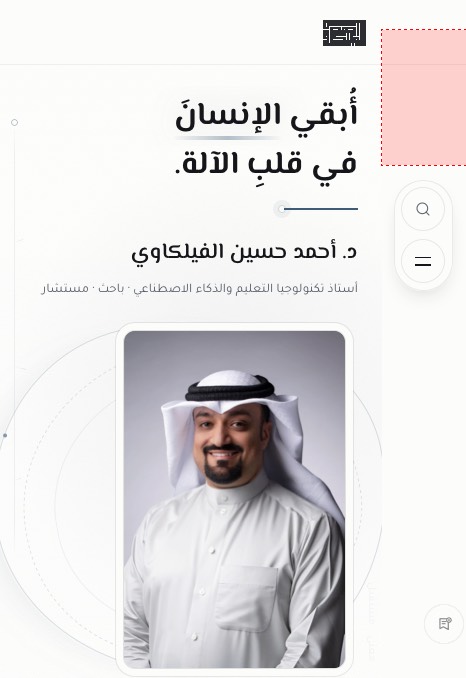 أُبقي الإنسانَ
في قلبِ الآلة.
د. أحمد حسين الفيلكاوي
أستاذ تكنولوجيا التعليم والذكاء الاصطناعي · باحث · مستشار